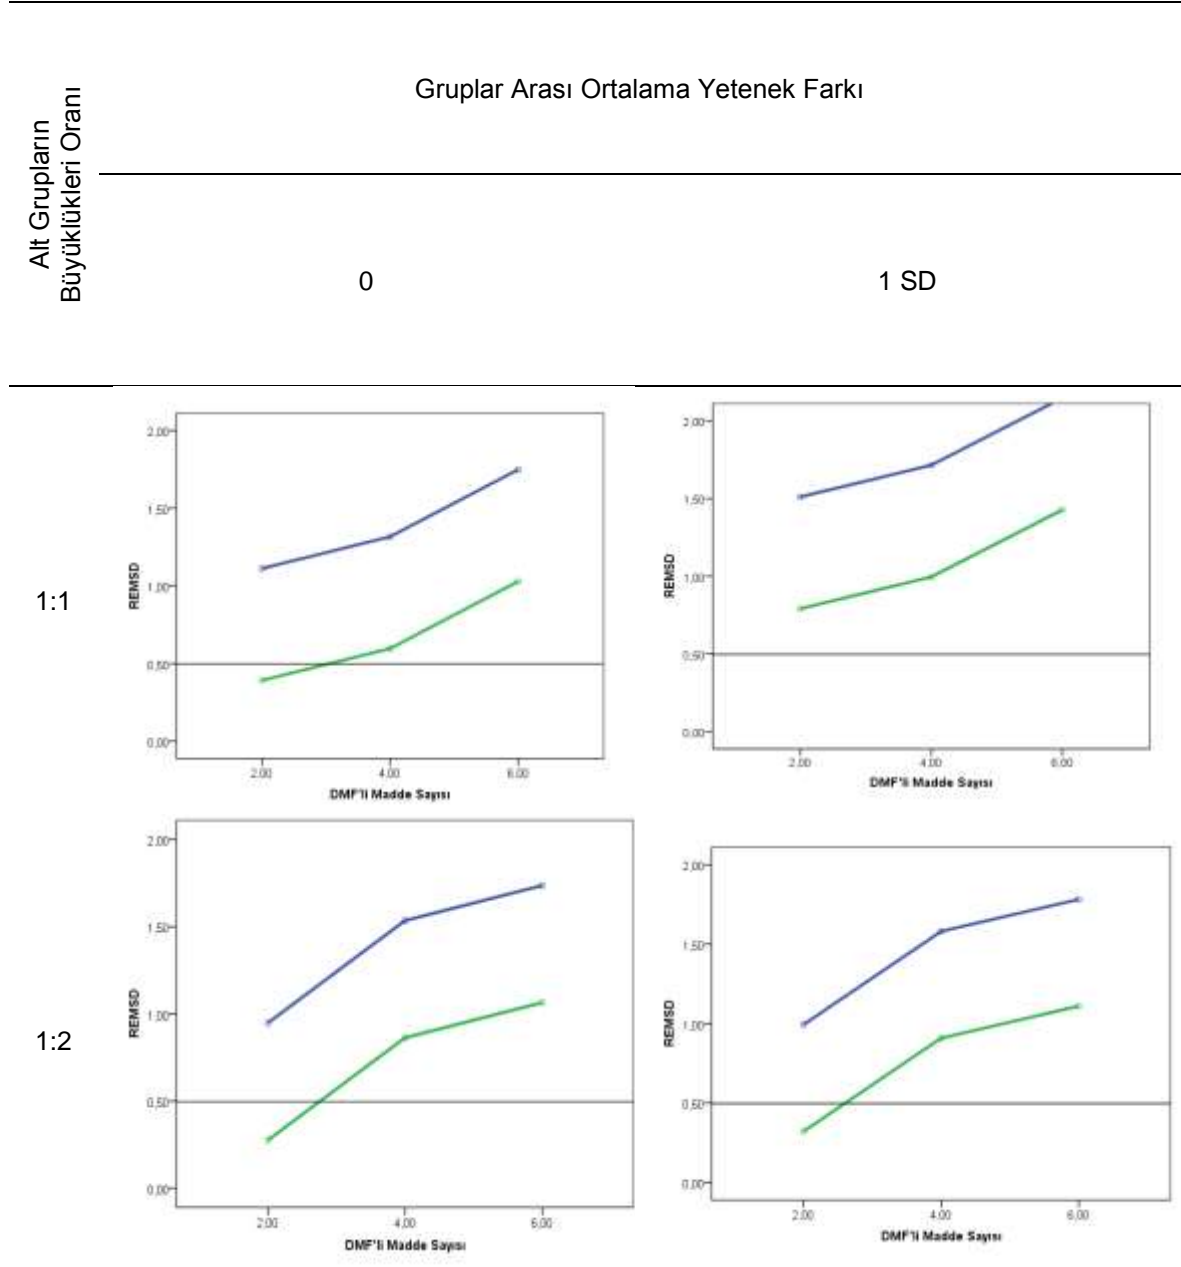 Alt Grupların
Büyüklükleri Oranı
Gruplar Arası Ortalama Yetenek Farkı
0
1 SD
1:1
REMSD
2,00
1,50
1,00
0,50
0,00
2,00 4,00 6,00
DMF'li Madde Sayısı
REMSD
2,00
1,50
1,00
0,50
0,00
2,00 4,00 6,00
DMF'li Madde Sayısı
1:2
REMSD
2,00
1,50
1,00
0,50
0,00
2,00 4,00 6,00
DMF'li Madde Sayısı
REMSD
2,00
1,50
1,00
0,50
0,00
2,00 4,00 6,00
DMF'li Madde Sayısı